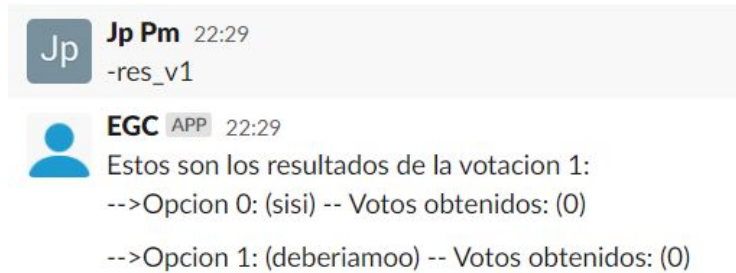 Jp
Jp Pm 22:29
-res_v1
EGC APP 22:29
Estos son los resultados de la votacion 1:
-->Opcion 0: (sisi) -- Votos obtenidos: (0)
-->Opcion 1: (deberiamoo) -- Votos obtenidos: (0)